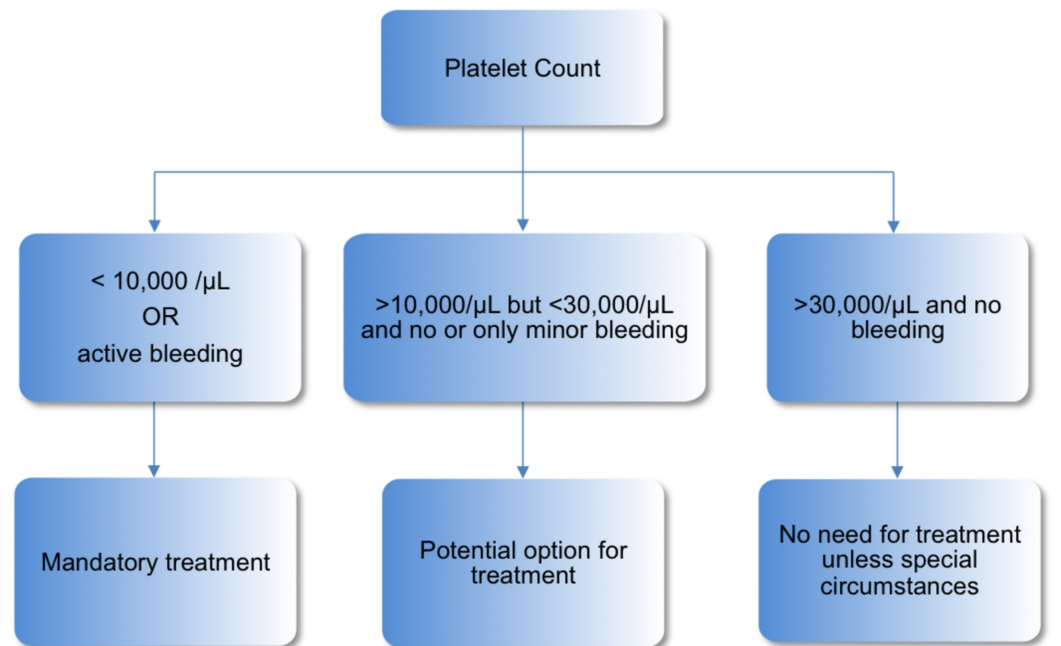 Platelet Count
< 10,000 /µL
OR
active bleeding
>10,000/µL but <30,000/µL
and no or only minor bleeding
>30,000/µL and no
bleeding
Mandatory treatment
Potential option for
treatment
No need for treatment
unless special
circumstances